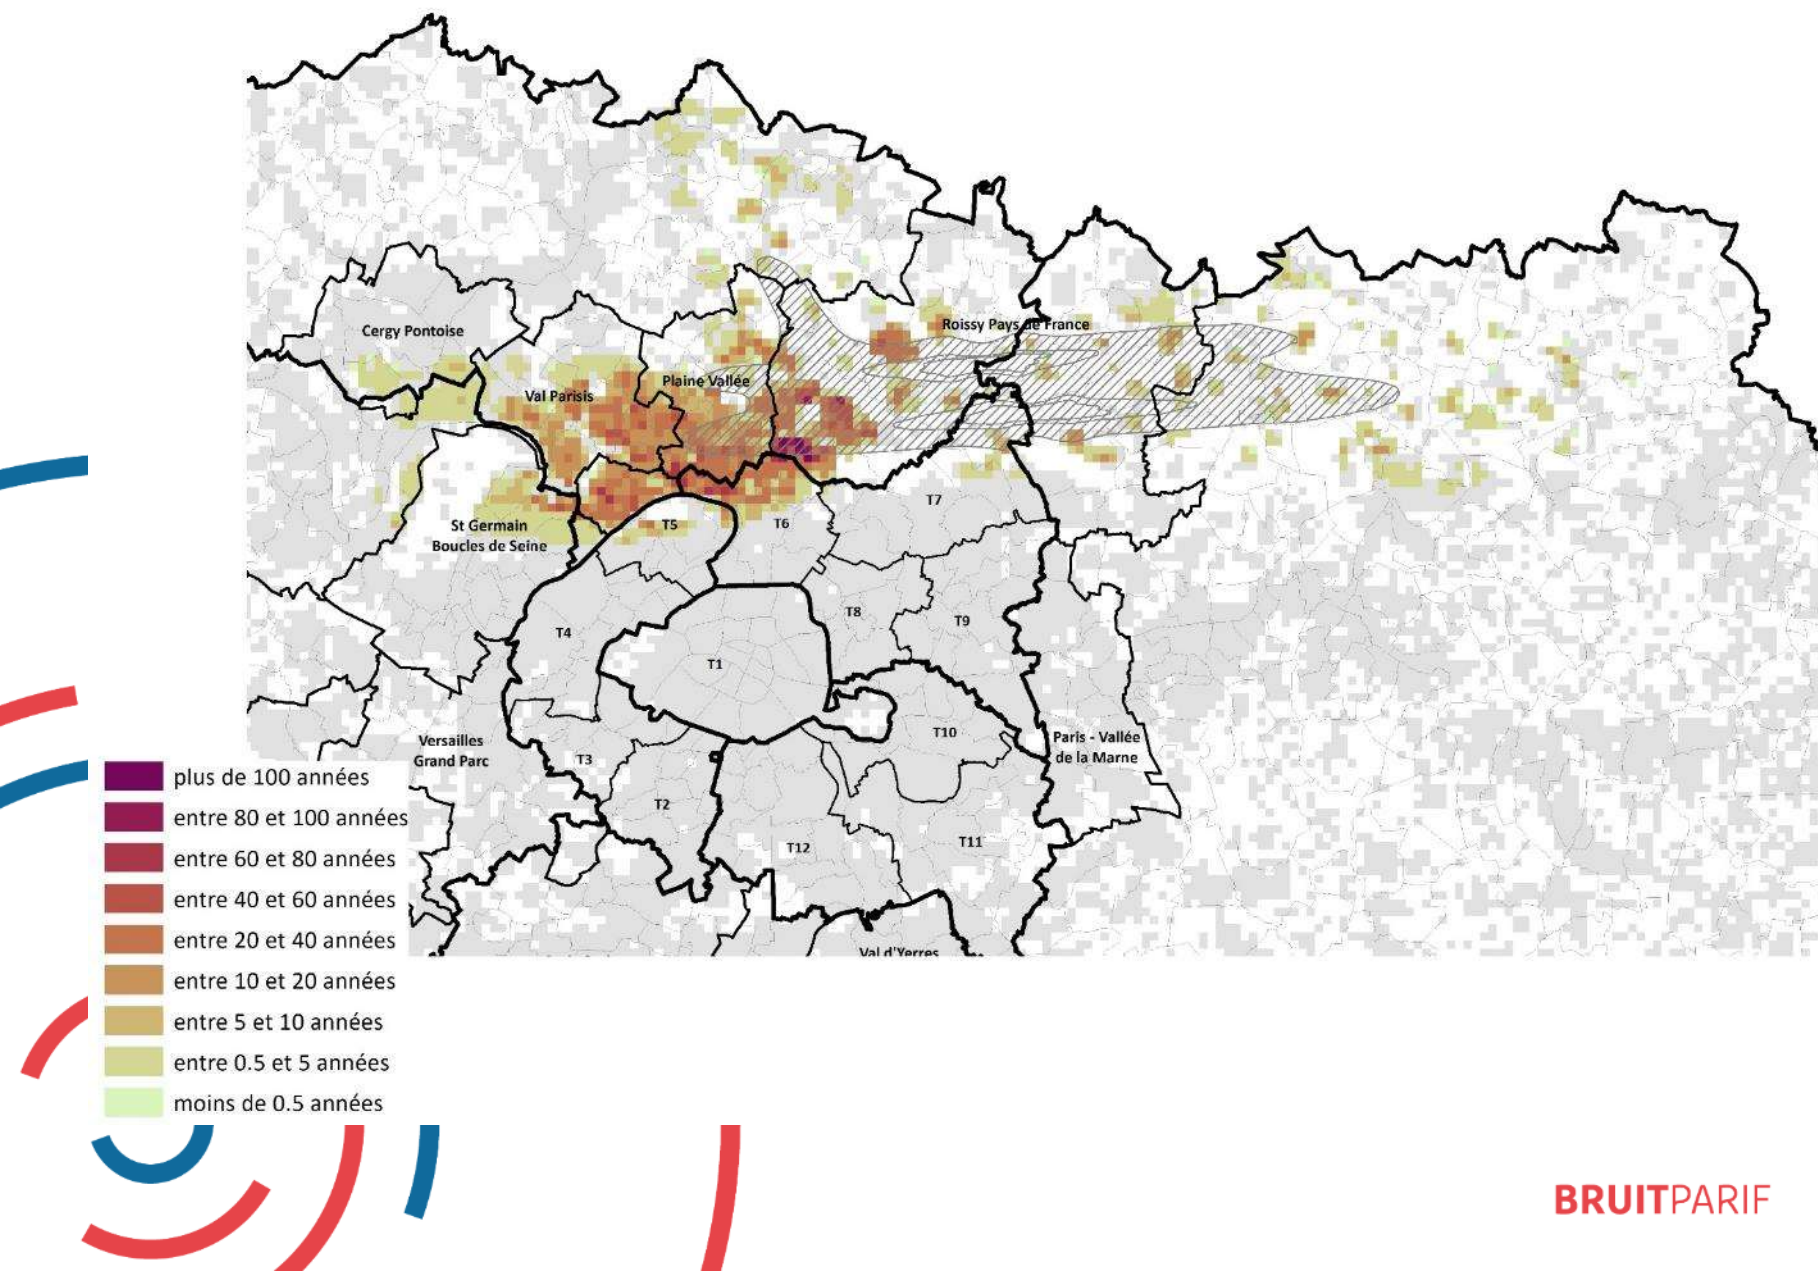 Cergy Pontoise
Roissy Pays de France
Val Parisis
Plaine Vallée
St Germain
Boucles de Seine
T5
T6
T7
T4
T8
T9
T1
Versailles
Grand Parc
T3
T2
T10
Paris - Vallée
de la Marne
T12
T11
Val d'Yerres
plus de 100 années
entre 80 et 100 années
entre 60 et 80 années
entre 40 et 60 années
entre 20 et 40 années
entre 10 et 20 années
entre 5 et 10 années
entre 0.5 et 5 années
moins de 0.5 années
BRUITPARIF